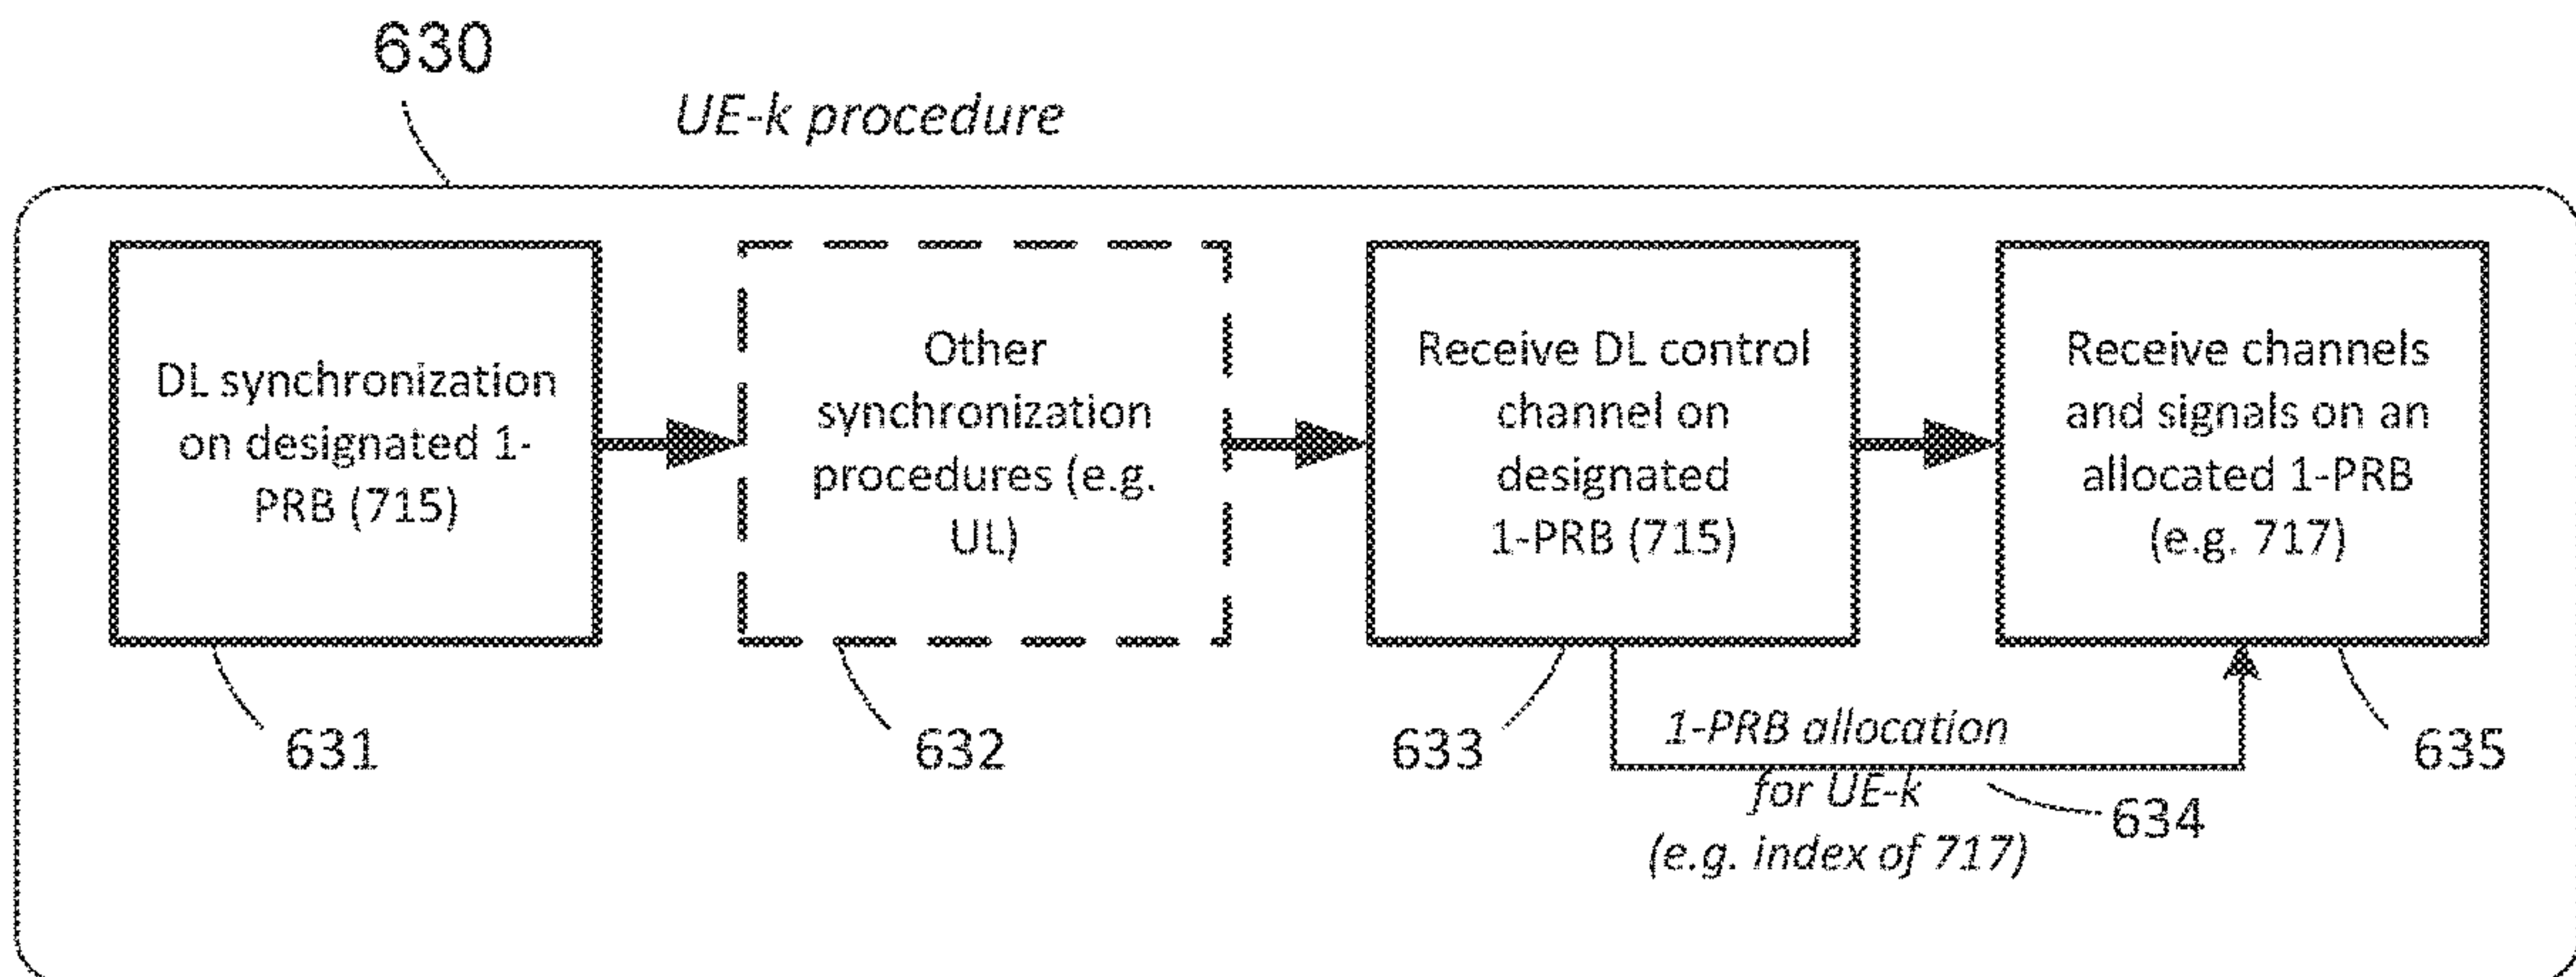 630
UE-k procedure
DL synchronization
on designated 1-
PRB (715)
Other
synchronization
procedures (e.g.
UL)
Receive DL control
channel on
designated
1-PRB (715)
Receive channels
and signals on an
allocated 1-PRB
(e.g. 717)
631
632
633
1-PRB allocation
for UE-k
(e.g. index of 717)
634
635